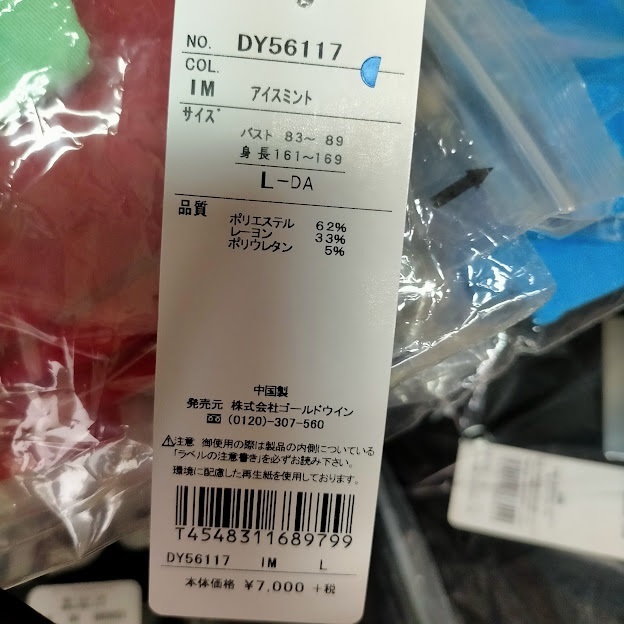 NO. DY56117
COL.
IM アイスミント
サイズ
バスト 83～ 89
身長161～169
L-DA
品質
ポリエステル 62%
レーヨン 33%
ポリウレタン 5%
中国製
発売元 株式会社ゴールドウイン
(0120)-307-560
注意 御使用の際は製品の内側についている
「ラベルの注意書き」を必ずお読み下さい。
環境に配慮した再生紙を使用しております。
T4548311689799
DY56117 IM L
本体価格 ¥7,000 +税